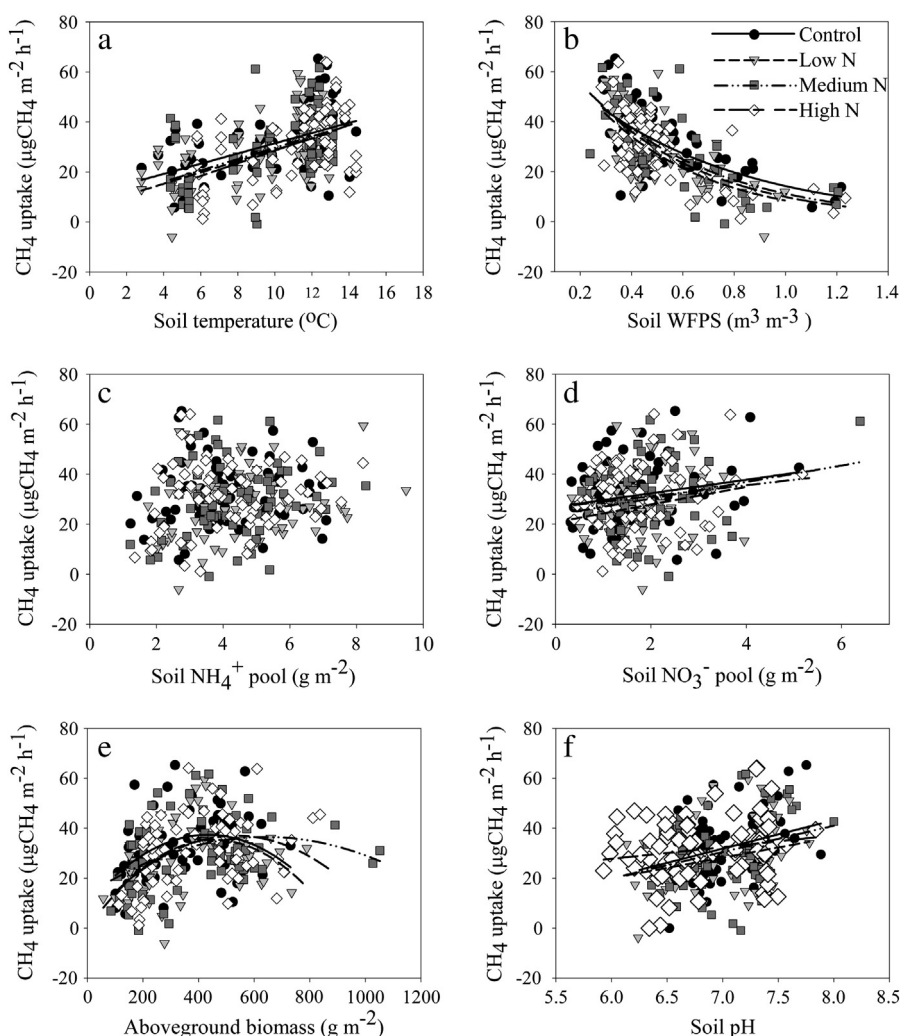 a
CH4 uptake (µgCH4 m-2 h-1)
80
60
40
20
0
-20
0 2 4 6 8 10 12 14 16 18
Soil temperature (oC)
b
Control
Low N
Medium N
High N
CH4 uptake (µgCH4 m-2 h-1)
80
60
40
20
0
-20
0.2 0.4 0.6 0.8 1.0 1.2 1.4
Soil WFPS (m3 m-3 )
c
CH4 uptake (µgCH4 m-2 h-1)
80
60
40
20
0
-20
0 2 4 6 8 10
Soil NH4+ pool (g m-2)
d
CH4 uptake (µgCH4 m-2 h-1)
80
60
40
20
0
-20
0 2 4 6
Soil NO3- pool (g m-2)
e
CH4 uptake (µgCH4 m-2 h-1)
80
60
40
20
0
-20
0 200 400 600 800 1000 1200
Aboveground biomass (g m-2)
f
CH4 uptake (µgCH4 m-2 h-1)
80
60
40
20
0
-20
5.5 6.0 6.5 7.0 7.5 8.0 8.5
Soil pH